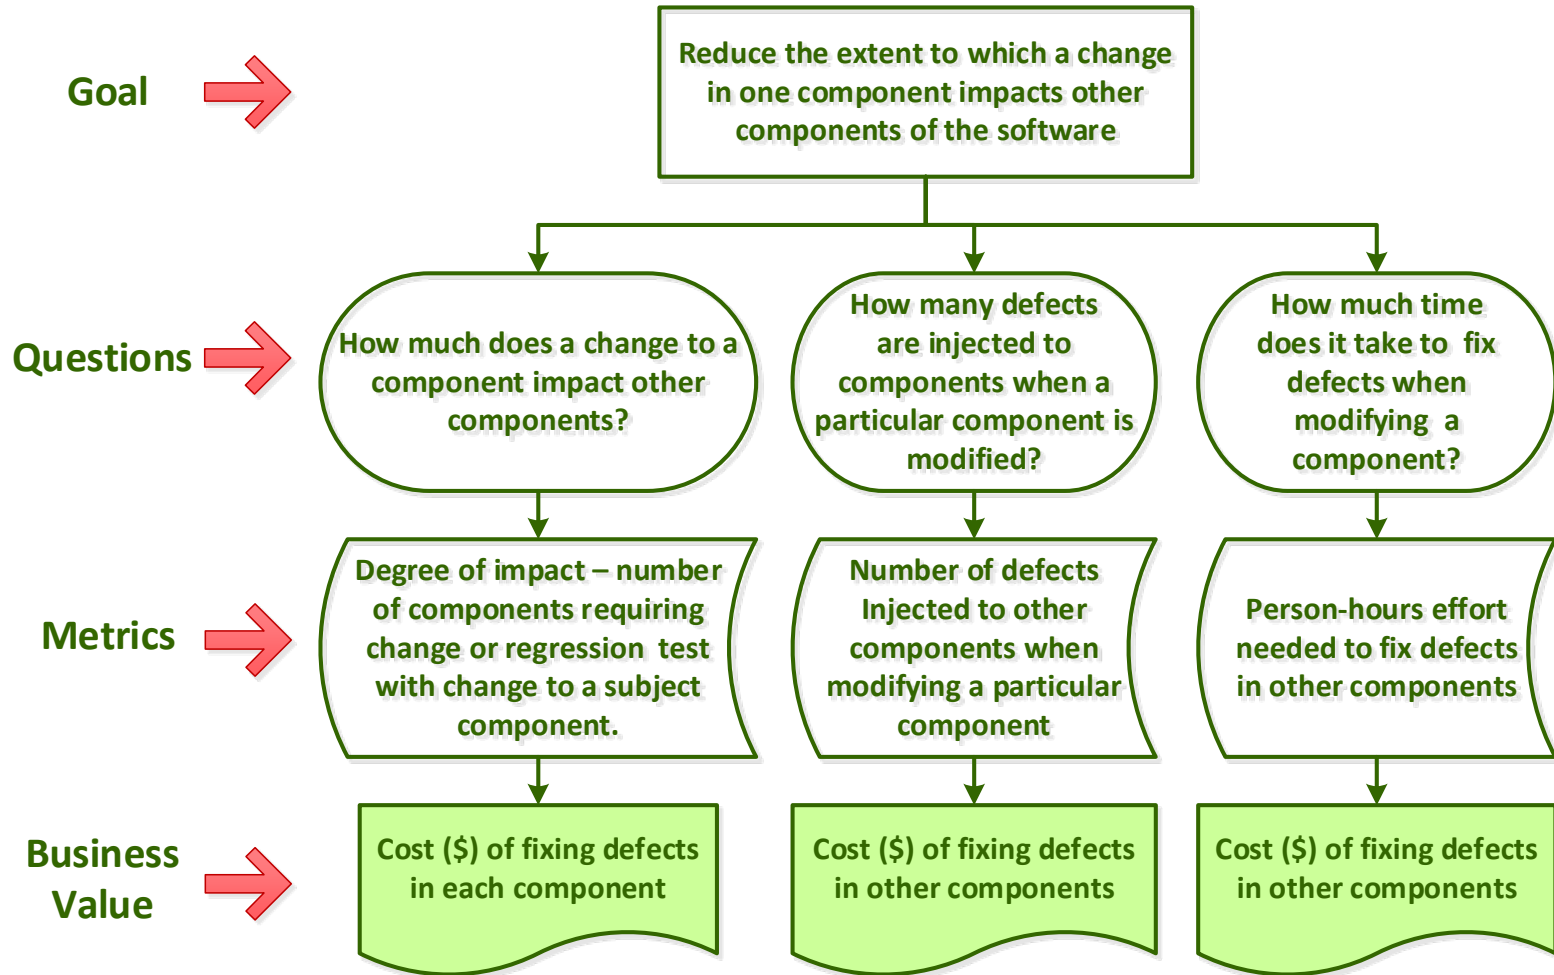 Goal
Reduce the extent to which a change
in one component impacts other
components of the software
Questions
How much does a change to a
component impact other
components?
How many defects
are injected to
components when a
particular component is
modified?
How much time
does it take to fix
defects when
modifying a
component?
Metrics
Degree of impact – number
of components requiring
change or regression test
with change to a subject
component.
Number of defects
Injected to other
components when
modifying a particular
component
Person-hours effort
needed to fix defects
in other components
Business
Value
Cost ($) of fixing defects
in each component
Cost ($) of fixing defects
in other components
Cost ($) of fixing defects
in other components